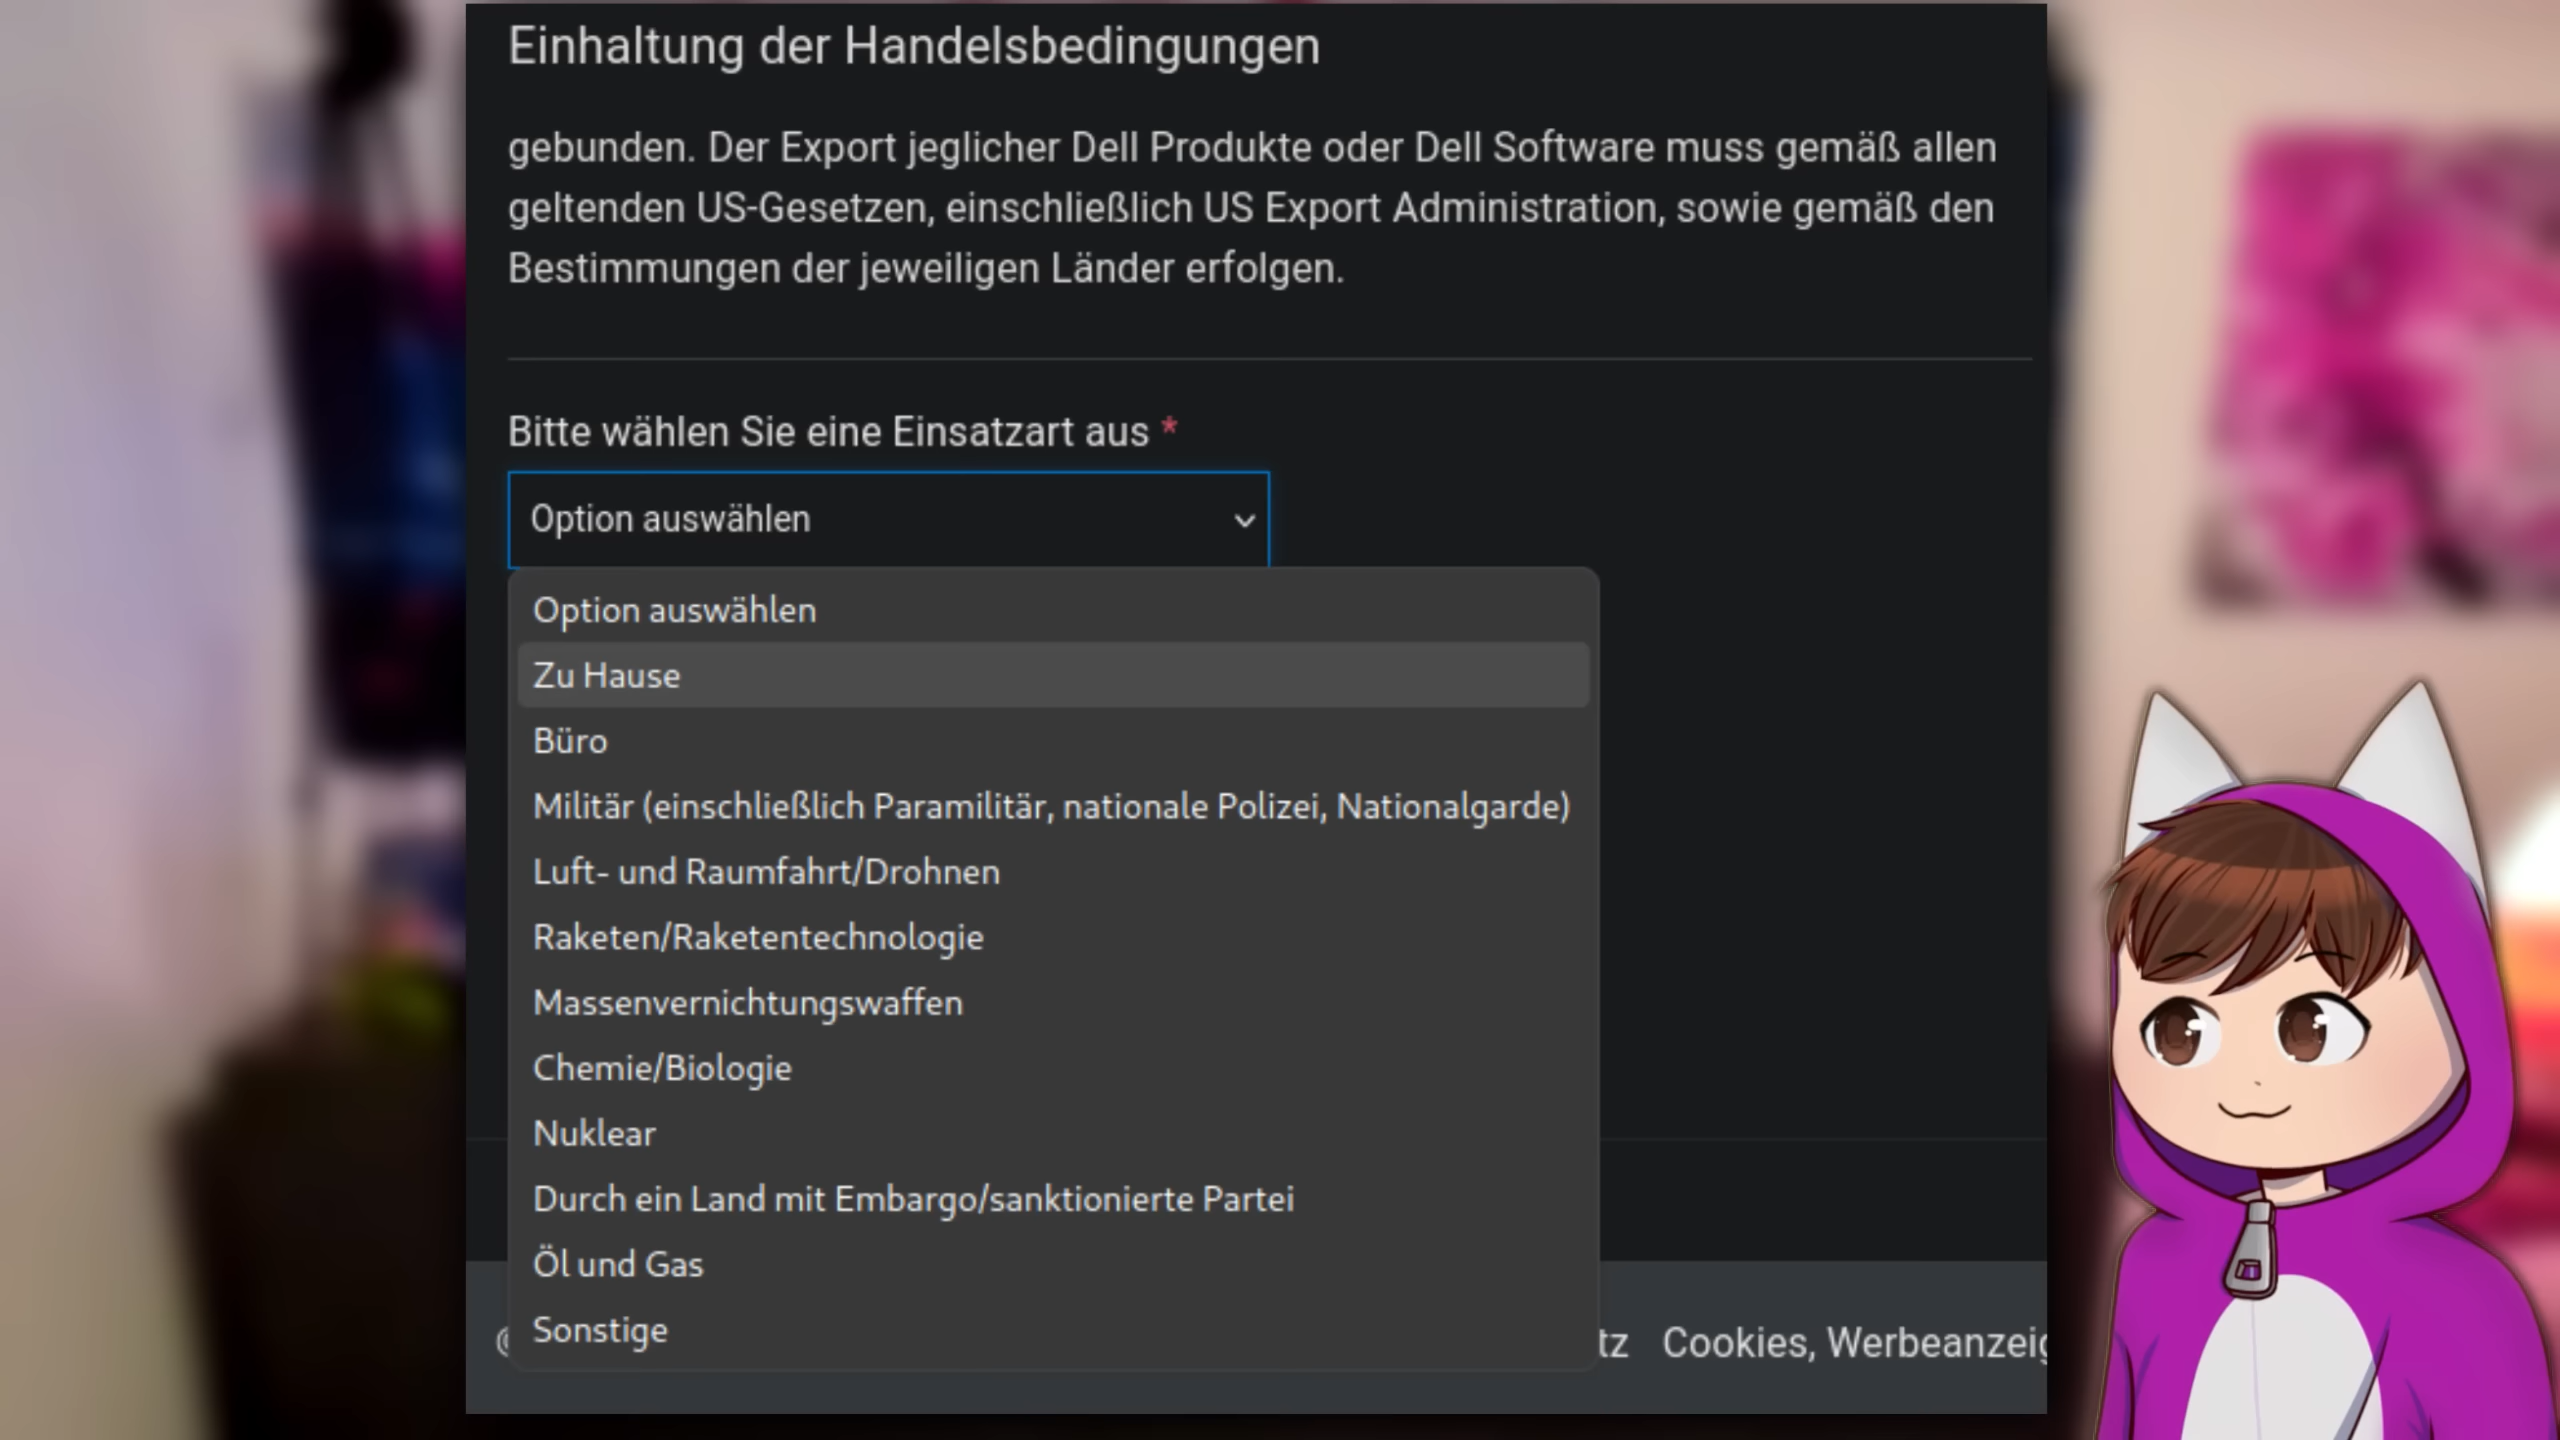 Einhaltung der Handelsbedingungen
gebunden. Der Export jeglicher Dell Produkte oder Dell Software muss gemäß allen
geltenden US-Gesetzen, einschließlich US Export Administration, sowie gemäß den
Bestimmungen der jeweiligen Länder erfolgen.
Bitte wählen Sie eine Einsatzart aus *
Option auswählen
Option auswählen
Zu Hause
Büro
Militär (einschließlich Paramilitär, nationale Polizei, Nationalgarde)
Luft- und Raumfahrt/Drohnen
Raketen/Raketentechnologie
Massenvernichtungswaffen
Chemie/Biologie
Nuklear
Durch ein Land mit Embargo/sanktionierte Partei
Öl und Gas
Sonstige
tz Cookies, Werbeanzeig